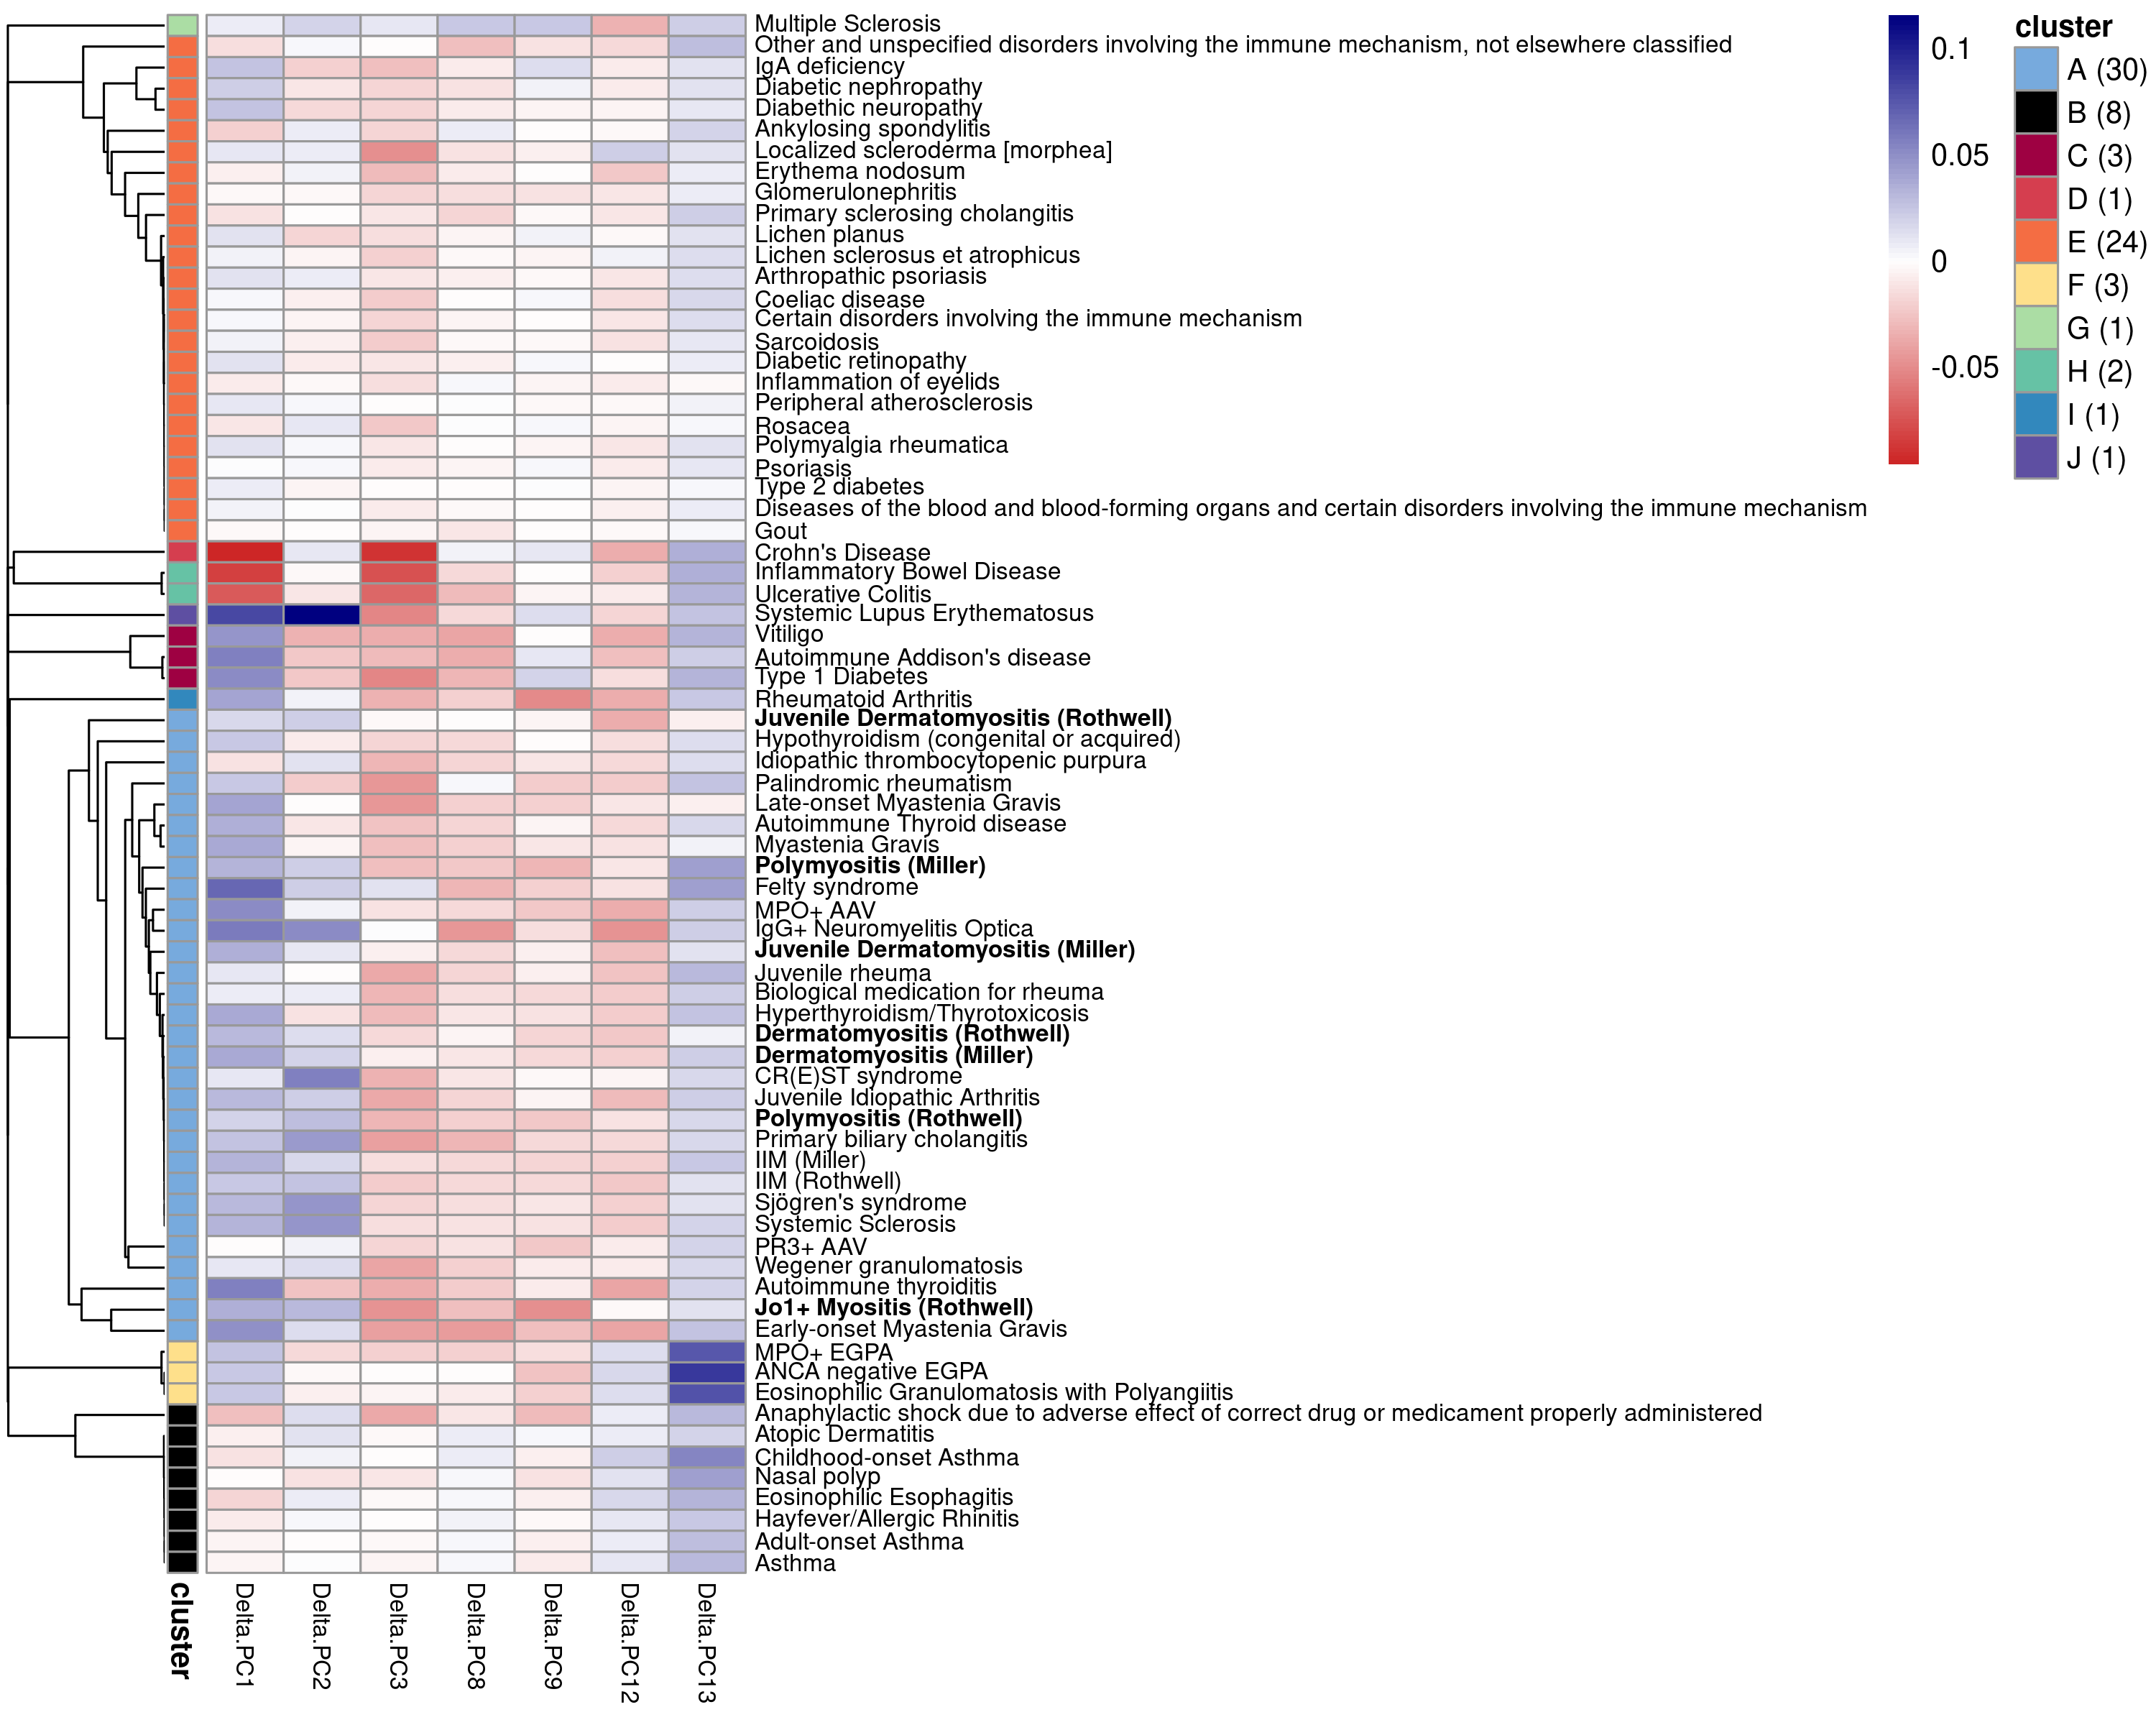 Multiple Sclerosis
Other and unspecified disorders involving the immune mechanism, not elsewhere classified
IgA deficiency
Diabetic nephropathy
Diabethic neuropathy
Ankylosing spondylitis
Localized scleroderma [morphea]
Erythema nodosum
Glomerulonephritis
Primary sclerosing cholangitis
Lichen planus
Lichen sclerosus et atrophicus
Arthropathic psoriasis
Coeliac disease
Certain disorders involving the immune mechanism
Sarcoidosis
Diabetic retinopathy
Inflammation of eyelids
Peripheral atherosclerosis
Rosacea
Polymyalgia rheumatica
Psoriasis
Type 2 diabetes
Diseases of the blood and blood-forming organs and certain disorders involving the immune mechanism
Gout
Crohn's Disease
Inflammatory Bowel Disease
Ulcerative Colitis
Systemic Lupus Erythematosus
Vitiligo
Autoimmune Addison's disease
Type 1 Diabetes
Rheumatoid Arthritis
Juvenile Dermatomyositis (Rothwell)
Hypothyroidism (congenital or acquired)
Idiopathic thrombocytopenic purpura
Palindromic rheumatism
Late-onset Myastenia Gravis
Autoimmune Thyroid disease
Myastenia Gravis
Polymyositis (Miller)
Felty syndrome
MPO+ AAV
IgG+ Neuromyelitis Optica
Juvenile Dermatomyositis (Miller)
Juvenile rheuma
Biological medication for rheuma
Hyperthyroidism/Thyrotoxicosis
Dermatomyositis (Rothwell)
Dermatomyositis (Miller)
CR(E)ST syndrome
Juvenile Idiopathic Arthritis
Polymyositis (Rothwell)
Primary biliary cholangitis
IIM (Miller)
IIM (Rothwell)
Sjögren's syndrome
Systemic Sclerosis
PR3+ AAV
Wegener granulomatosis
Autoimmune thyroiditis
Jo1+ Myositis (Rothwell)
Early-onset Myastenia Gravis
MPO+ EGPA
ANCA negative EGPA
Eosinophilic Granulomatosis with Polyangiitis
Anaphylactic shock due to adverse effect of correct drug or medicament properly administered
Atopic Dermatitis
Childhood-onset Asthma
Nasal polyp
Eosinophilic Esophagitis
Hayfever/Allergic Rhinitis
Adult-onset Asthma
Asthma
cluster
Delta.PC1
Delta.PC2
Delta.PC3
Delta.PC8
Delta.PC9
Delta.PC12
Delta.PC13
0.1
0.05
0
-0.05
cluster
A (30)
B (8)
C (3)
D (1)
E (24)
F (3)
G (1)
H (2)
I (1)
J (1)